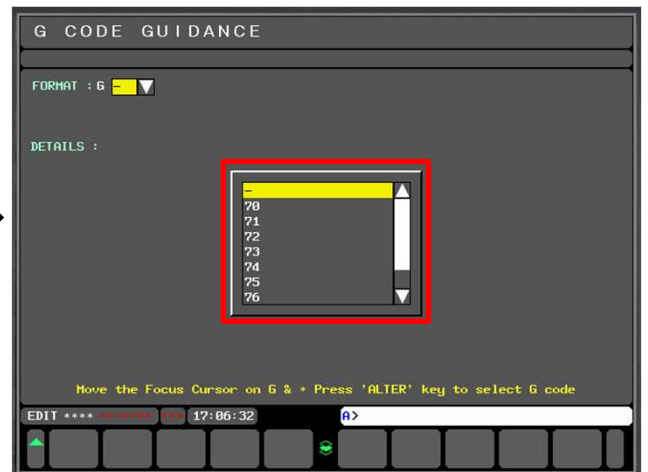 G CODE GUIDANCE
FORMAT : G -
DETAILS :
-
70
71
72
73
74
75
76
Move the Focus Cursor on G & * Press 'ALTER' key to select G code
EDIT **** ******* *** 17:06:32 A>